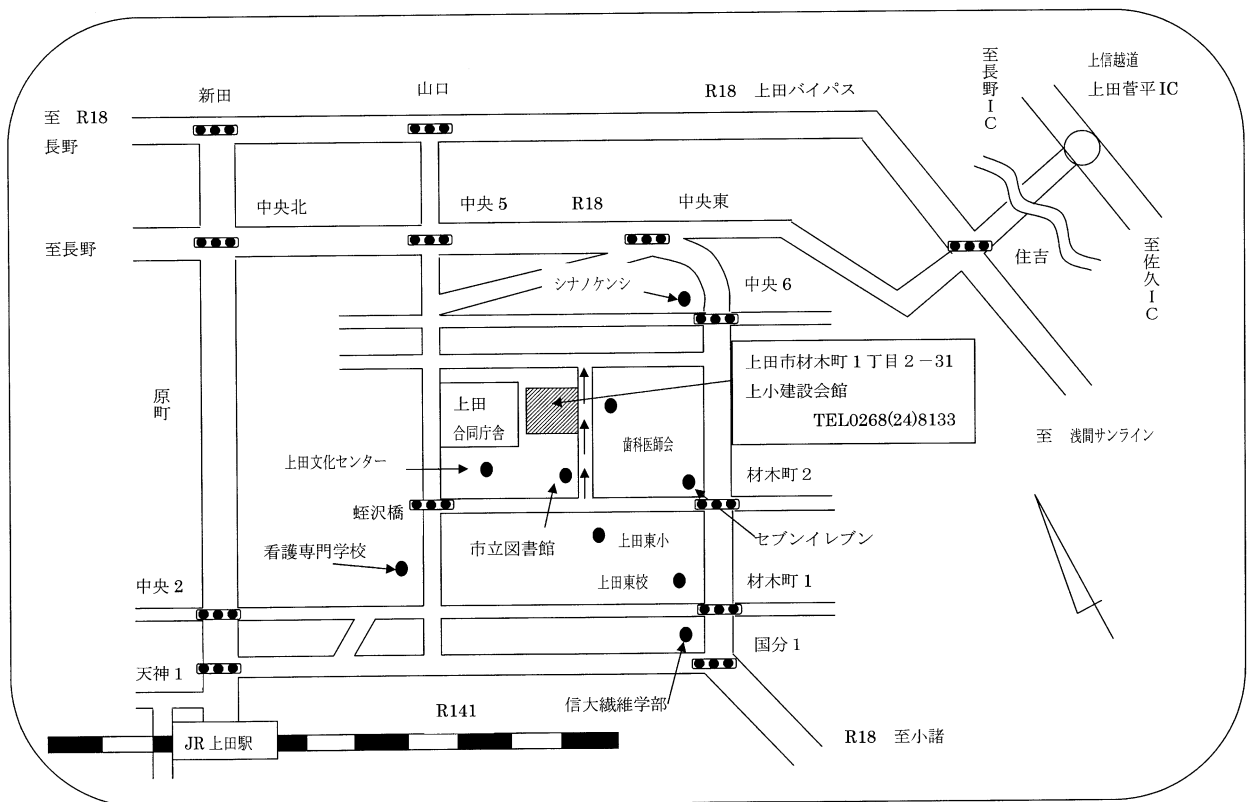 至長野IC
上信越道
上田菅平IC
山口
R18 上田バイパス
新田
至 R18
長野
中央北
中央5
R18
中央東
至長野
住吉
至佐久IC
シナノケンシ
中央6
上田市材木町1丁目2-31
上小建設会館
TEL0268(24)8133
原町
上田
合同庁舎
歯科医師会
至 浅間サンライン
上田文化センター
材木町2
蛭沢橋
市立図書館
上田東小
セブンイレブン
看護専門学校
上田東校
材木町1
中央2
国分1
天神1
信大繊維学部
R141
JR上田駅
R18 至小諸